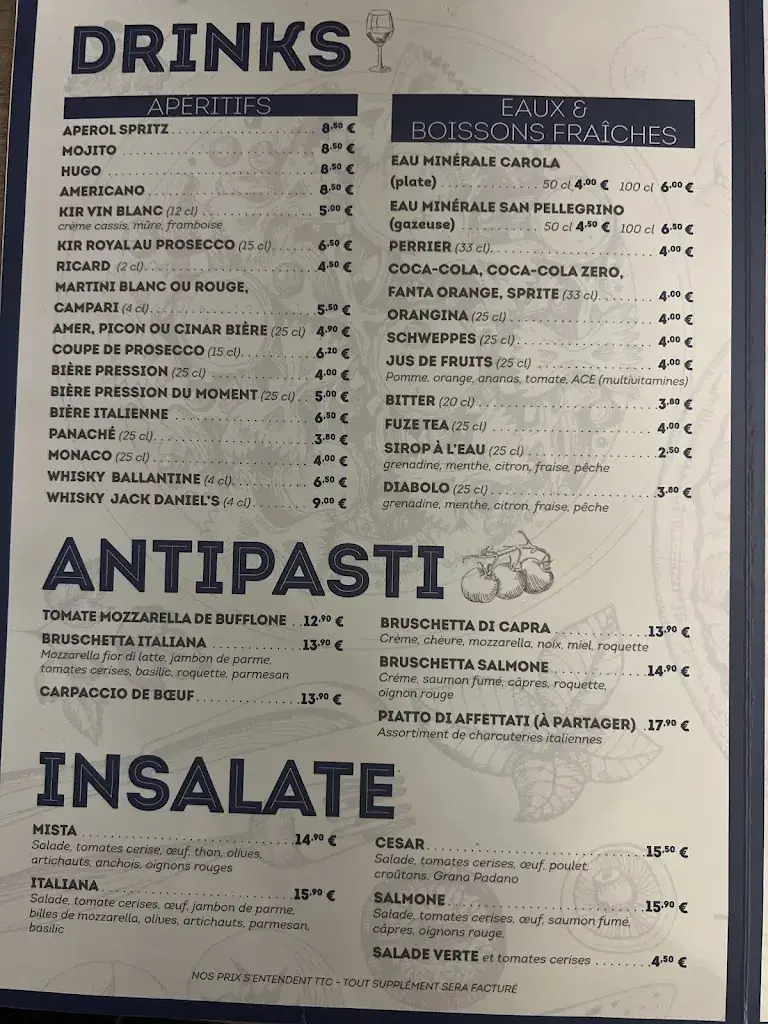 DRINKS
APÉRITIFS
APEROL SPRITZ 8,50 €
MOJITO 8,50 €
HUGO 8,50 €
AMERICANO 8,50 €
KIR VIN BLANC (12 cl) 5,00 €
crème cassis, mûre, framboise
KIR ROYAL AU PROSECCO (15 cl) 6,50 €
RICARD (2 cl) 4,50 €
MARTINI BLANC OU ROUGE,
CAMPARI (4 cl) 5,50 €
AMER, PICON OU CINAR BIÈRE (25 cl) 4,90 €
COUPE DE PROSECCO (15 cl) 6,20 €
BIÈRE PRESSION (25 cl) 4,00 €
BIÈRE PRESSION DU MOMENT (25 cl) 5,00 €
BIÈRE ITALIENNE 6,50 €
PANACHÉ (25 cl) 3,80 €
MONACO (25 cl) 4,00 €
WHISKY BALLANTINE (4 cl) 6,50 €
WHISKY JACK DANIEL'S (4 cl) 9,00 €
EAUX &
BOISSONS FRAÎCHES
EAU MINÉRALE CAROLA
(plate) 50 cl 4,00 € 100 cl 6,00 €
EAU MINÉRALE SAN PELLEGRINO
(gazeuse) 50 cl 4,50 € 100 cl 6,50 €
PERRIER (33 cl) 4,00 €
COCA-COLA, COCA-COLA ZERO,
FANTA ORANGE, SPRITE (33 cl) 4,00 €
ORANGINA (25 cl) 4,00 €
SCHWEPPES (25 cl) 4,00 €
JUS DE FRUITS (25 cl) 4,00 €
Pomme, orange, ananas, tomate, ACE (multivitamines)
BITTER (20 cl) 3,80 €
FUZE TEA (25 cl) 4,00 €
SIROP À L'EAU (25 cl) 2,50 €
grenadine, menthe, citron, fraise, pêche
DIABOLO (25 cl) 3,80 €
grenadine, menthe, citron, fraise, pêche
ANTIPASTI
TOMATE MOZZARELLA DE BUFFLONE 12,90 €
BRUSCHETTA ITALIANA 13,90 €
Mozzarella fior di latte, jambon de parme,
tomates cerises, basilic, roquette, parmesan
CARPACCIO DE BŒUF 13,90 €
BRUSCHETTA DI CAPRA 13,90 €
Crème, chèvre, mozzarella, noix, miel, roquette
BRUSCHETTA SALMONE 14,90 €
Crème, saumon fumé, câpres, roquette,
oignon rouge
PIATTO DI AFFETTATI (À PARTAGER) 17,90 €
Assortiment de charcuteries italiennes
INSALATE
MISTA 14,90 €
Salade, tomates cerise, œuf, thon, olives,
artichauts, anchois, oignons rouges
ITALIANA 15,90 €
Salade, tomate cerises, œuf, jambon de parme,
billes de mozzarella, olives, artichauts, parmesan,
basilic
CESAR 15,50 €
Salade, tomates cerises, œuf, poulet,
croûtons, Grana Padano
SALMONE 15,90 €
Salade, tomates cerises, œuf, saumon fumé,
câpres, oignons rouge,
SALADE VERTE et tomates cerises 4,50 €
NOS PRIX S'ENTENDENT TTC - TOUT SUPPLÉMENT SERA FACTURÉ